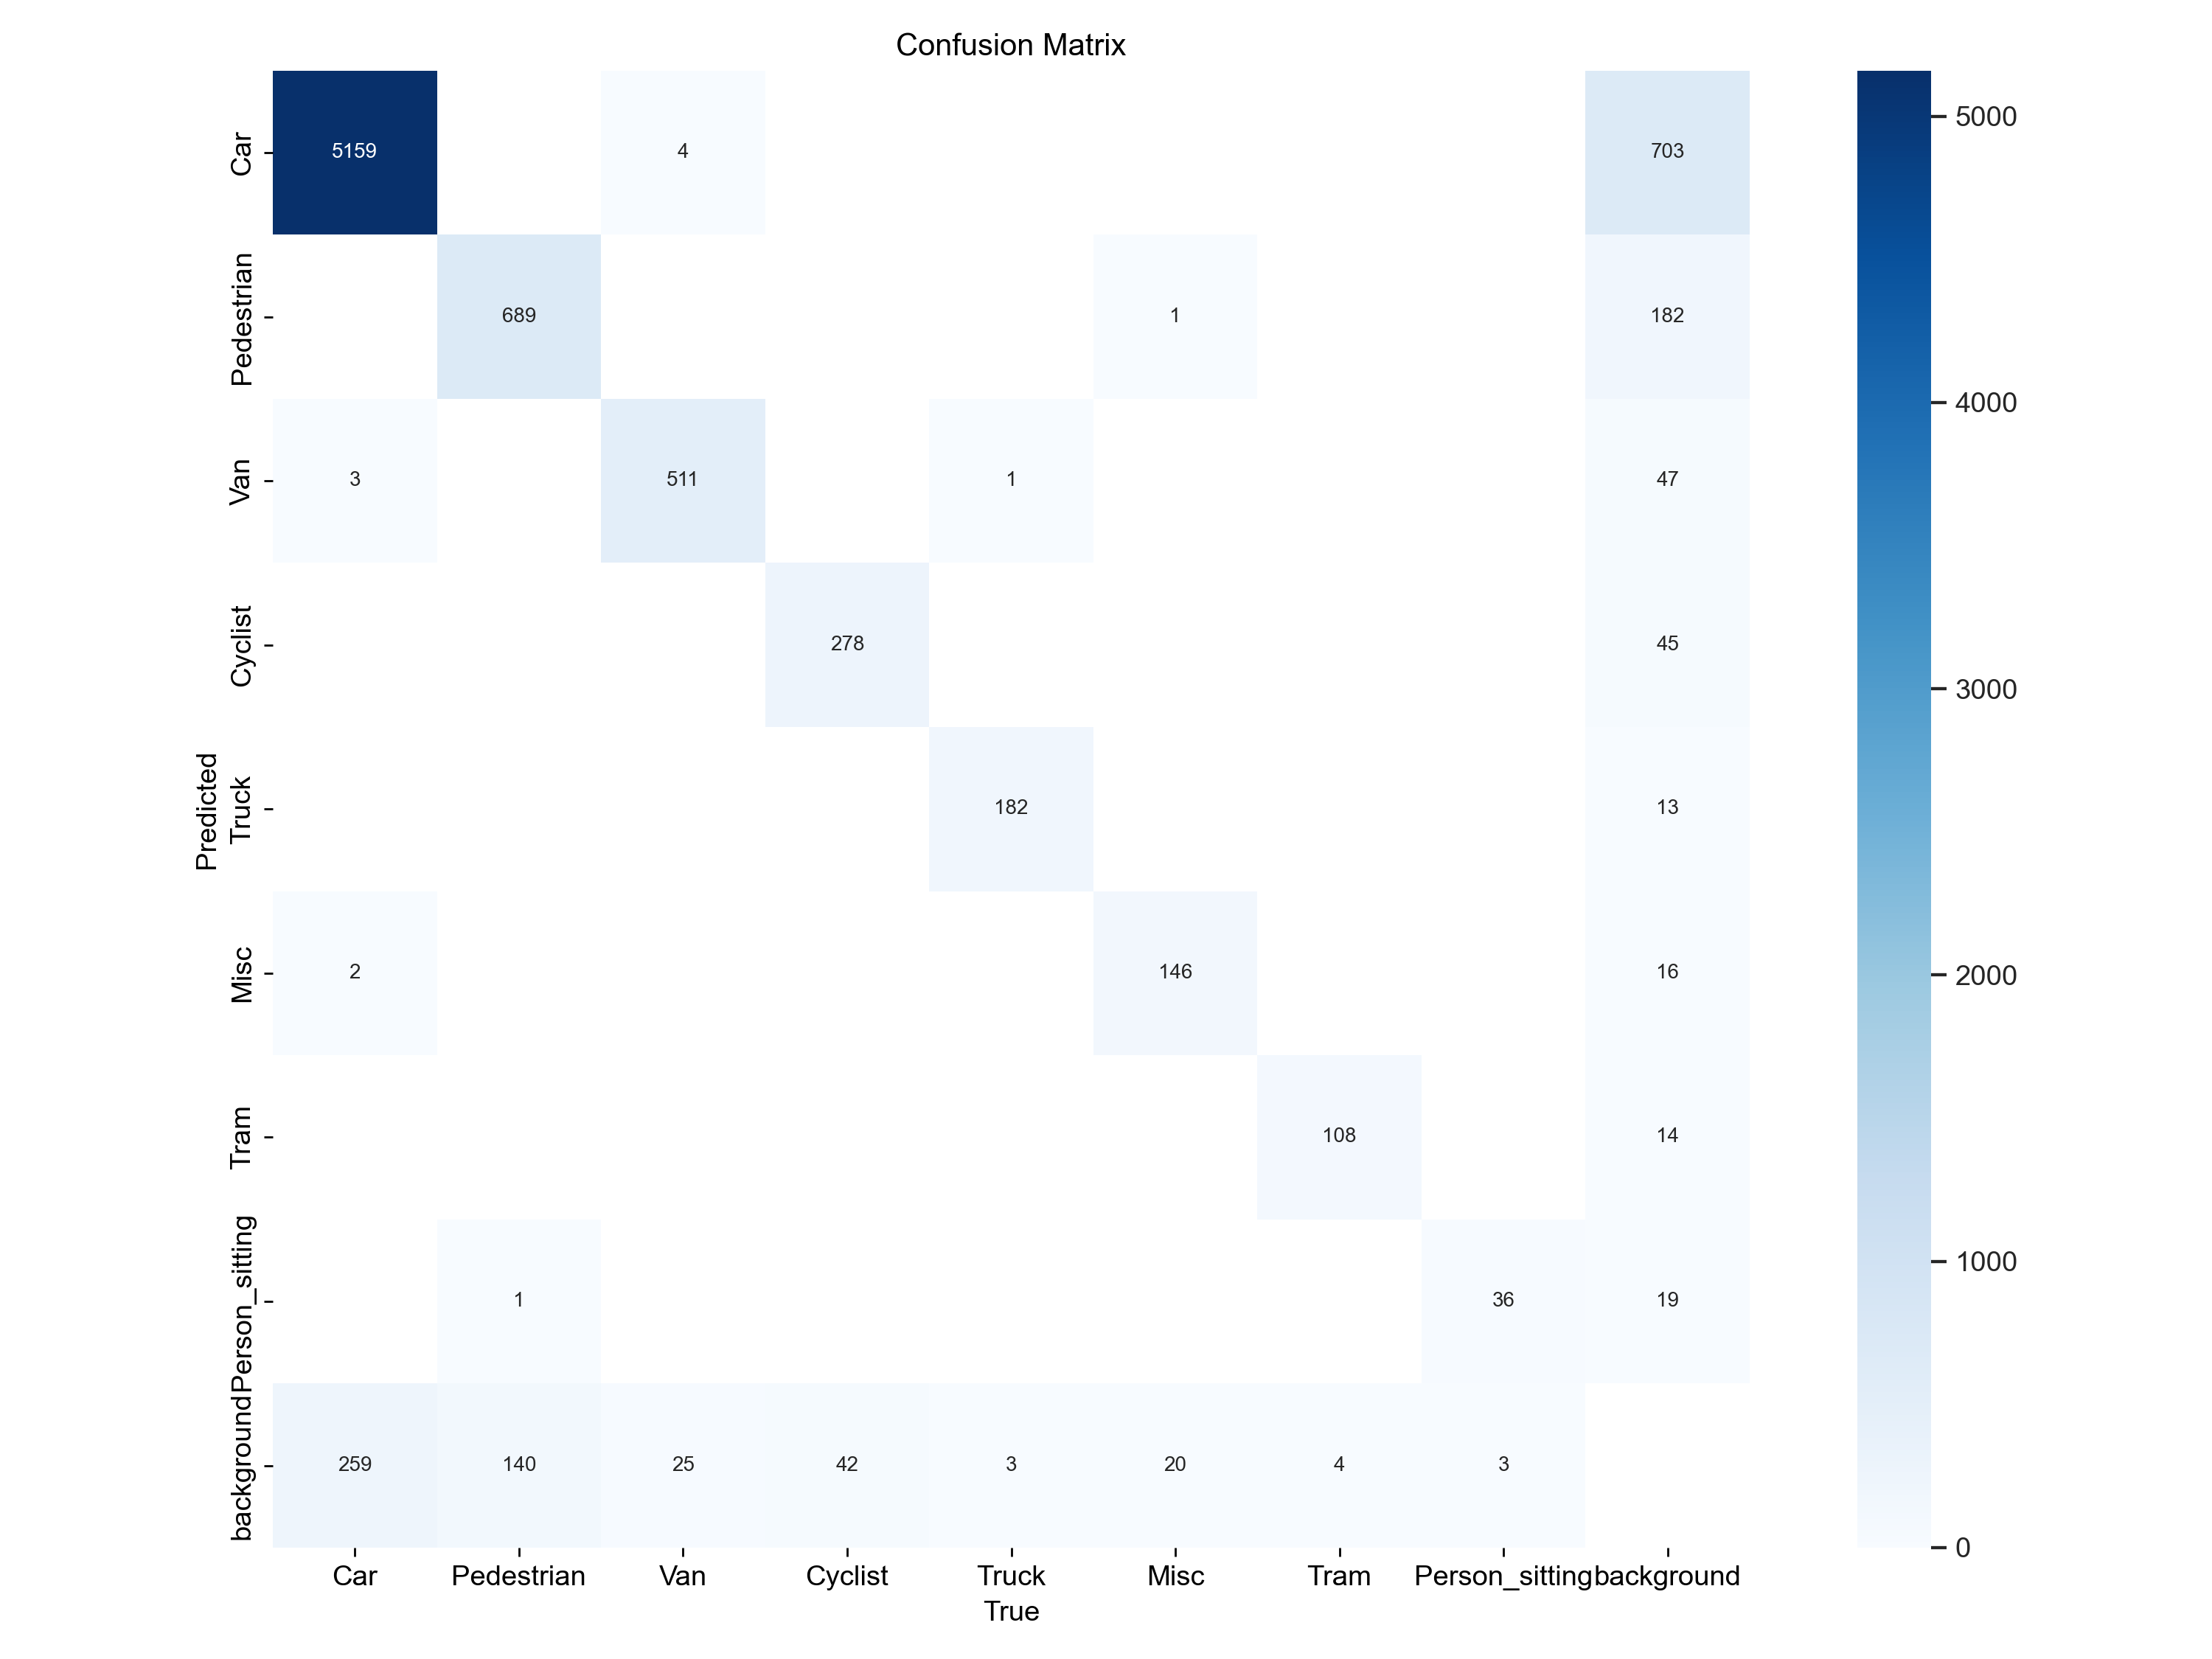 Confusion Matrix
Car 5159 4 703
Pedestrian 689 1 182
Van 3 511 1 47
Cyclist 278 45
Truck 182 13
Misc 2 146 16
Tram 108 14
Person_sitting 1 36 19
background 259 140 25 42 3 20 4 3
Predicted
Car Pedestrian Van Cyclist Truck Misc Tram Person_sitting background
True
5000
4000
3000
2000
1000
0